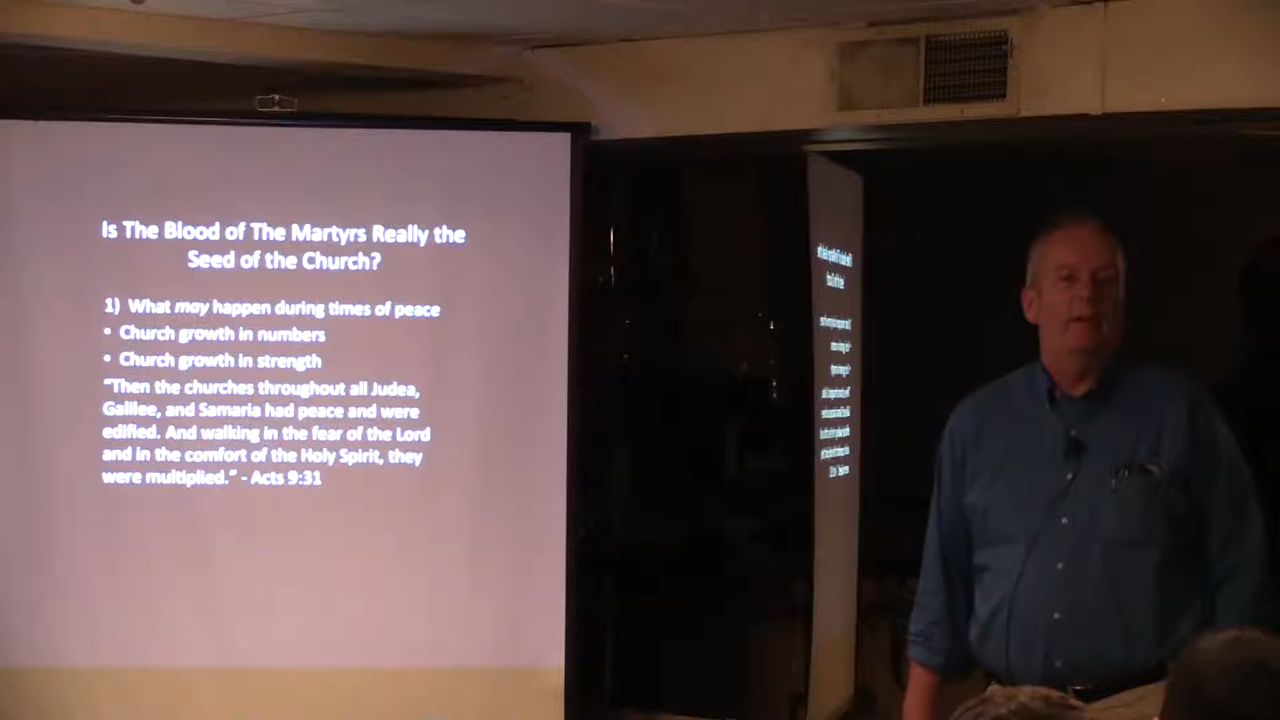 Is The Blood of The Martyrs Really the
Seed of the Church?
1) What may happen during times of peace
• Church growth in numbers
• Church growth in strength
"Then the churches throughout all Judea,
Galilee, and Samaria had peace and were
edified. And walking in the fear of the Lord
and in the comfort of the Holy Spirit, they
were multiplied." - Acts 9:31